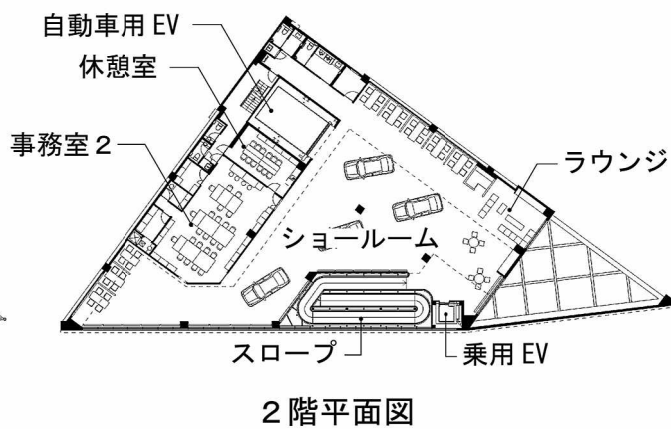 自動車用 EV
休憩室
事務室２
ラウンジ
ショールーム
スロープ
乗用 EV
２階平面図